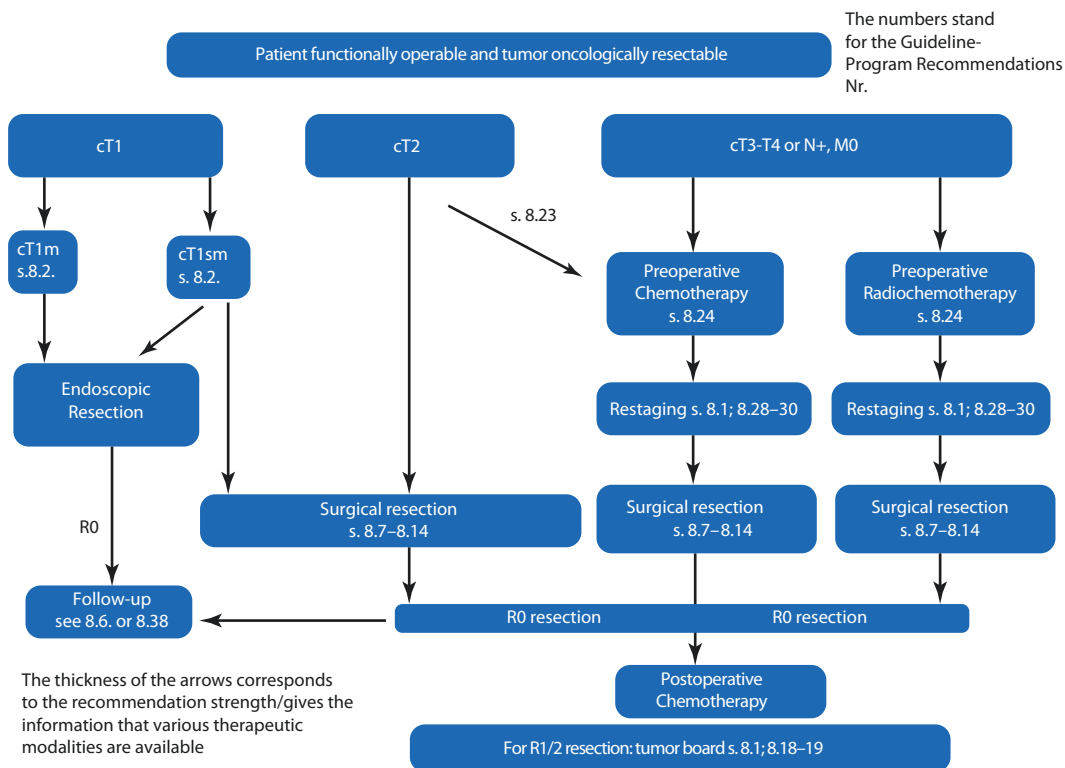 Patient functionally operable and tumor oncologically resectable
The numbers stand
for the Guideline-
Program Recommendations
Nr.
cT1
cT2
cT3-T4 or N+, M0
s. 8.23
cT1m
s.8.2.
cT1sm
s. 8.2.
Preoperative
Chemotherapy
s. 8.24
Preoperative
Radiochemotherapy
s. 8.24
Endoscopic
Resection
Restaging s. 8.1; 8.28–30
Restaging s. 8.1; 8.28–30
R0
Surgical resection
s. 8.7–8.14
Surgical resection
s. 8.7–8.14
Surgical resection
s. 8.7–8.14
Follow-up
see 8.6. or 8.38
R0 resection
R0 resection
The thickness of the arrows corresponds
to the recommendation strength/gives the
information that various therapeutic
modalities are available
Postoperative
Chemotherapy
For R1/2 resection: tumor board s. 8.1; 8.18–19